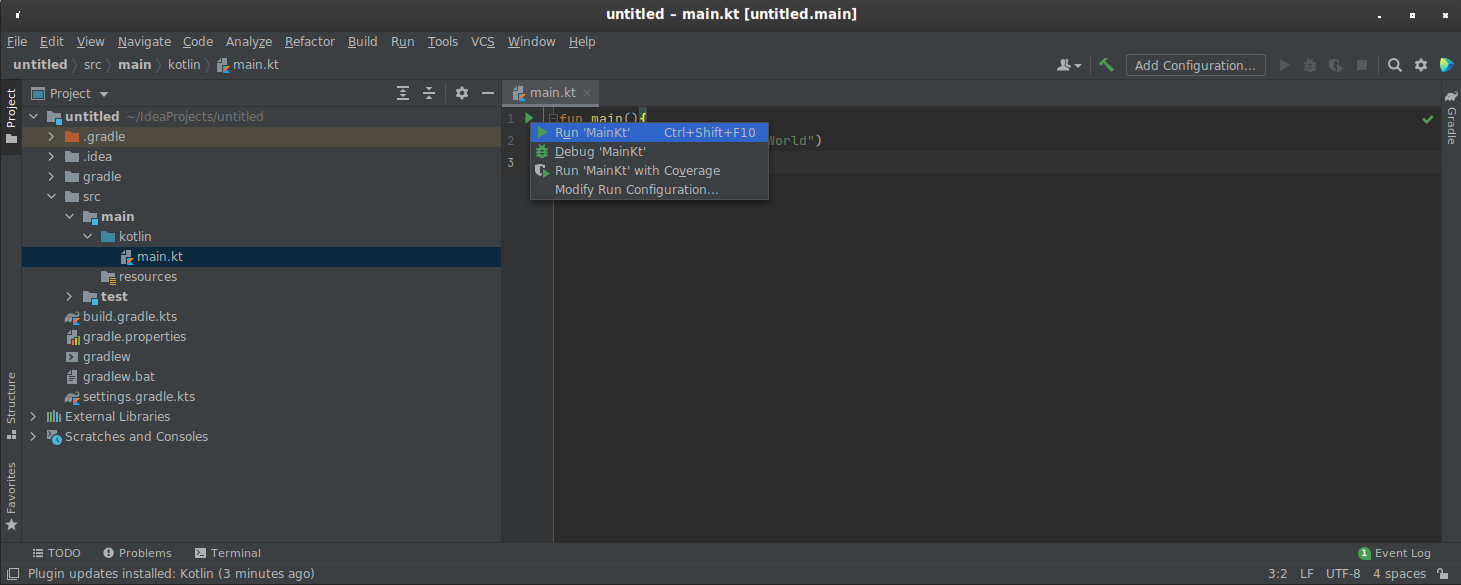 untitled – main.kt [untitled.main]
File Edit View Navigate Code Analyze Refactor Build Run Tools VCS Window Help
untitled src main kotlin main.kt
Add Configuration...
Project
Structure
Favorites
Project
untitled ~/IdeaProjects/untitled
.gradle
.idea
gradle
src
main
kotlin
main.kt
resources
test
build.gradle.kts
gradle.properties
gradlew
gradlew.bat
settings.gradle.kts
External Libraries
Scratches and Consoles
main.kt
1 fun main(){
2 World")
3
Run 'MainKt' Ctrl+Shift+F10
Debug 'MainKt'
Run 'MainKt' with Coverage
Modify Run Configuration...
Gradle
TODO Problems Terminal
1 Event Log
Plugin updates installed: Kotlin (3 minutes ago)
3:2 LF UTF-8 4 spaces